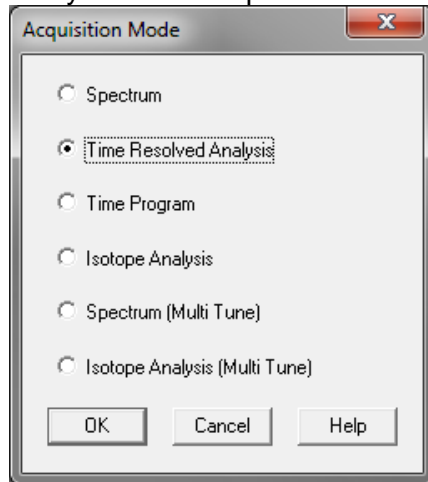 Acquisition Mode
Spectrum
Time Resolved Analysis
Time Program
Isotope Analysis
Spectrum (Multi Tune)
Isotope Analysis (Multi Tune)
OK Cancel Help